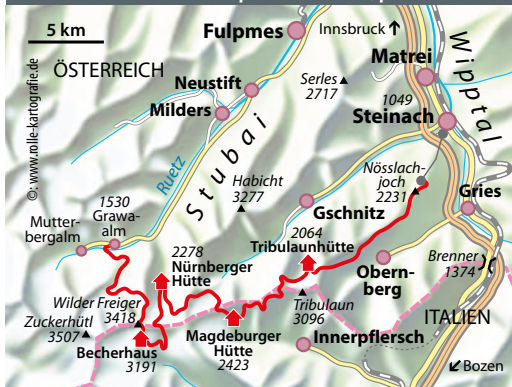 5 km
ÖSTERREICH
Fulpmes
Innsbruck
Matrei
Wipptal
Serles
2717
Neustift
Milders
1049
Steinach
©: www.rolle-kartografie.de
Ruetz
Stubai
Habicht
3277
Nösslach-
joch
2231
Gries
Gschnitz
1530
Grawa-
alm
Mutter-
bergalm
2278
Nürnberger
Hütte
2064
Tribulaunhütte
Obern-
berg
Brenner
1374
Wilder Freiger
3418
Zuckerhütl
3507
Becherhaus
3191
Magdeburger
Hütte
2423
Tribulaun
3096
Innerpflersch
ITALIEN
Bozen